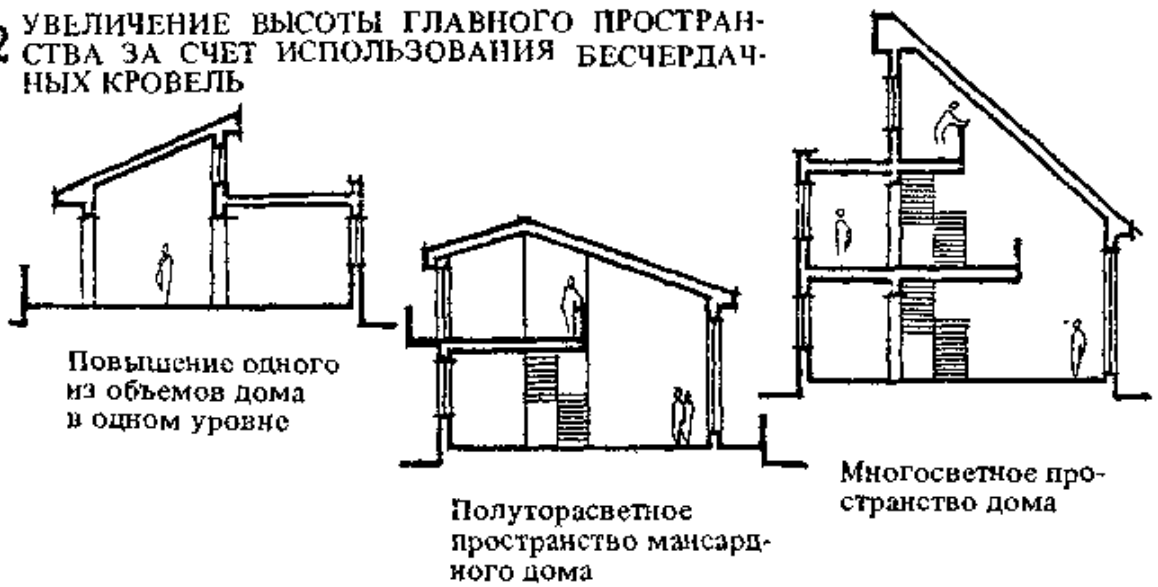 2 УВЕЛИЧЕНИЕ ВЫСОТЫ ГЛАВНОГО ПРОСТРАН-
СТВА ЗА СЧЕТ ИСПОЛЬЗОВАНИЯ БЕСЧЕРДАЧ-
НЫХ КРОВЕЛЬ
Повышение одного
из объемов дома
в одном уровне
Полуторасветное
пространство мансард-
ного дома
Многосветное про-
странство дома